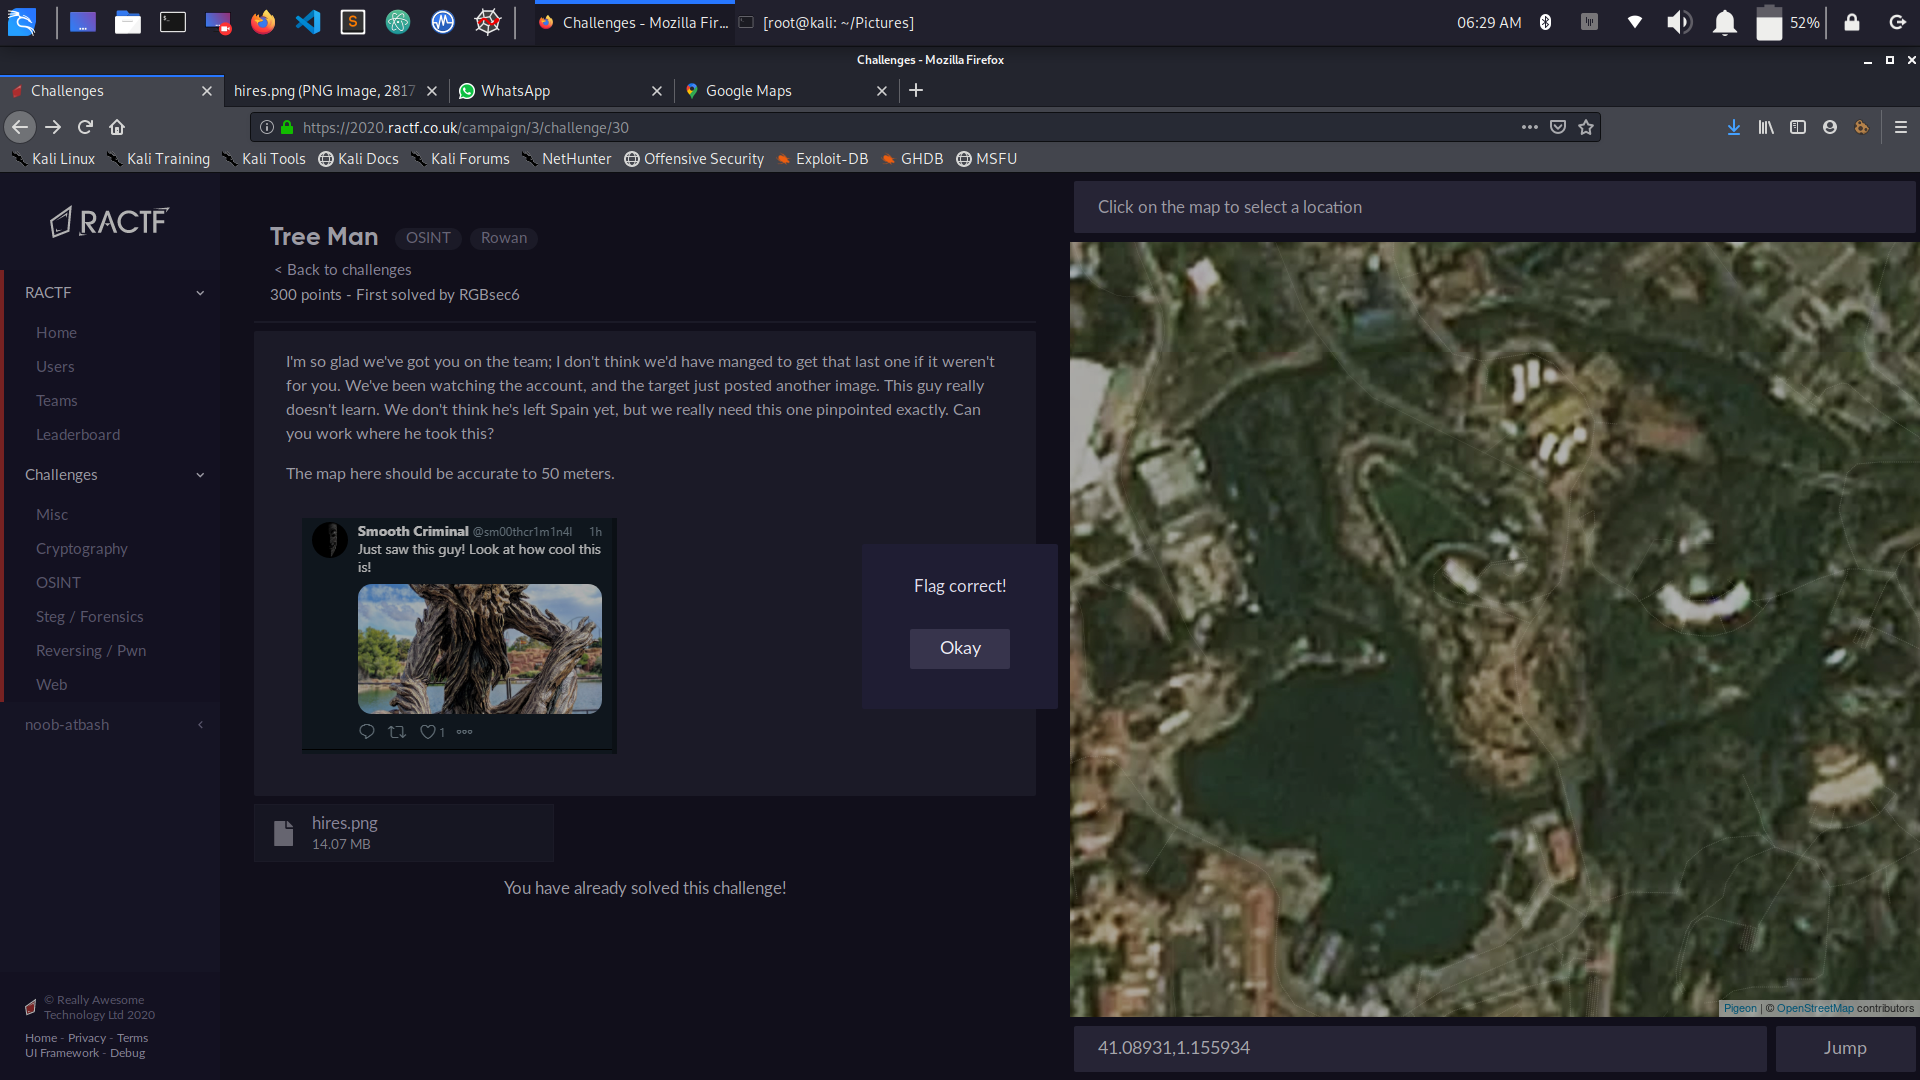 Challenges - Mozilla Fir...
[root@kali: ~/Pictures]
06:29 AM
52%
Challenges - Mozilla Firefox
Challenges
hires.png (PNG Image, 2817
WhatsApp
Google Maps
https://2020.ractf.co.uk/campaign/3/challenge/30
Kali Linux
Kali Training
Kali Tools
Kali Docs
Kali Forums
NetHunter
Offensive Security
Exploit-DB
GHDB
MSFU
RACTF
RACTF
Home
Users
Teams
Leaderboard
Challenges
Misc
Cryptography
OSINT
Steg / Forensics
Reversing / Pwn
Web
noob-atbash
© Really Awesome
Technology Ltd 2020
Home - Privacy - Terms
UI Framework - Debug
Tree Man
OSINT
Rowan
< Back to challenges
300 points - First solved by RGBsec6
I'm so glad we've got you on the team; I don't think we'd have manged to get that last one if it weren't
for you. We've been watching the account, and the target just posted another image. This guy really
doesn't learn. We don't think he's left Spain yet, but we really need this one pinpointed exactly. Can
you work where he took this?
The map here should be accurate to 50 meters.
Smooth Criminal @sm00thcr1m1n4l 1h
Just saw this guy! Look at how cool this
is!
1
Flag correct!
Okay
hires.png
14.07 MB
You have already solved this challenge!
Click on the map to select a location
Pigeon | © OpenStreetMap contributors
41.08931,1.155934
Jump